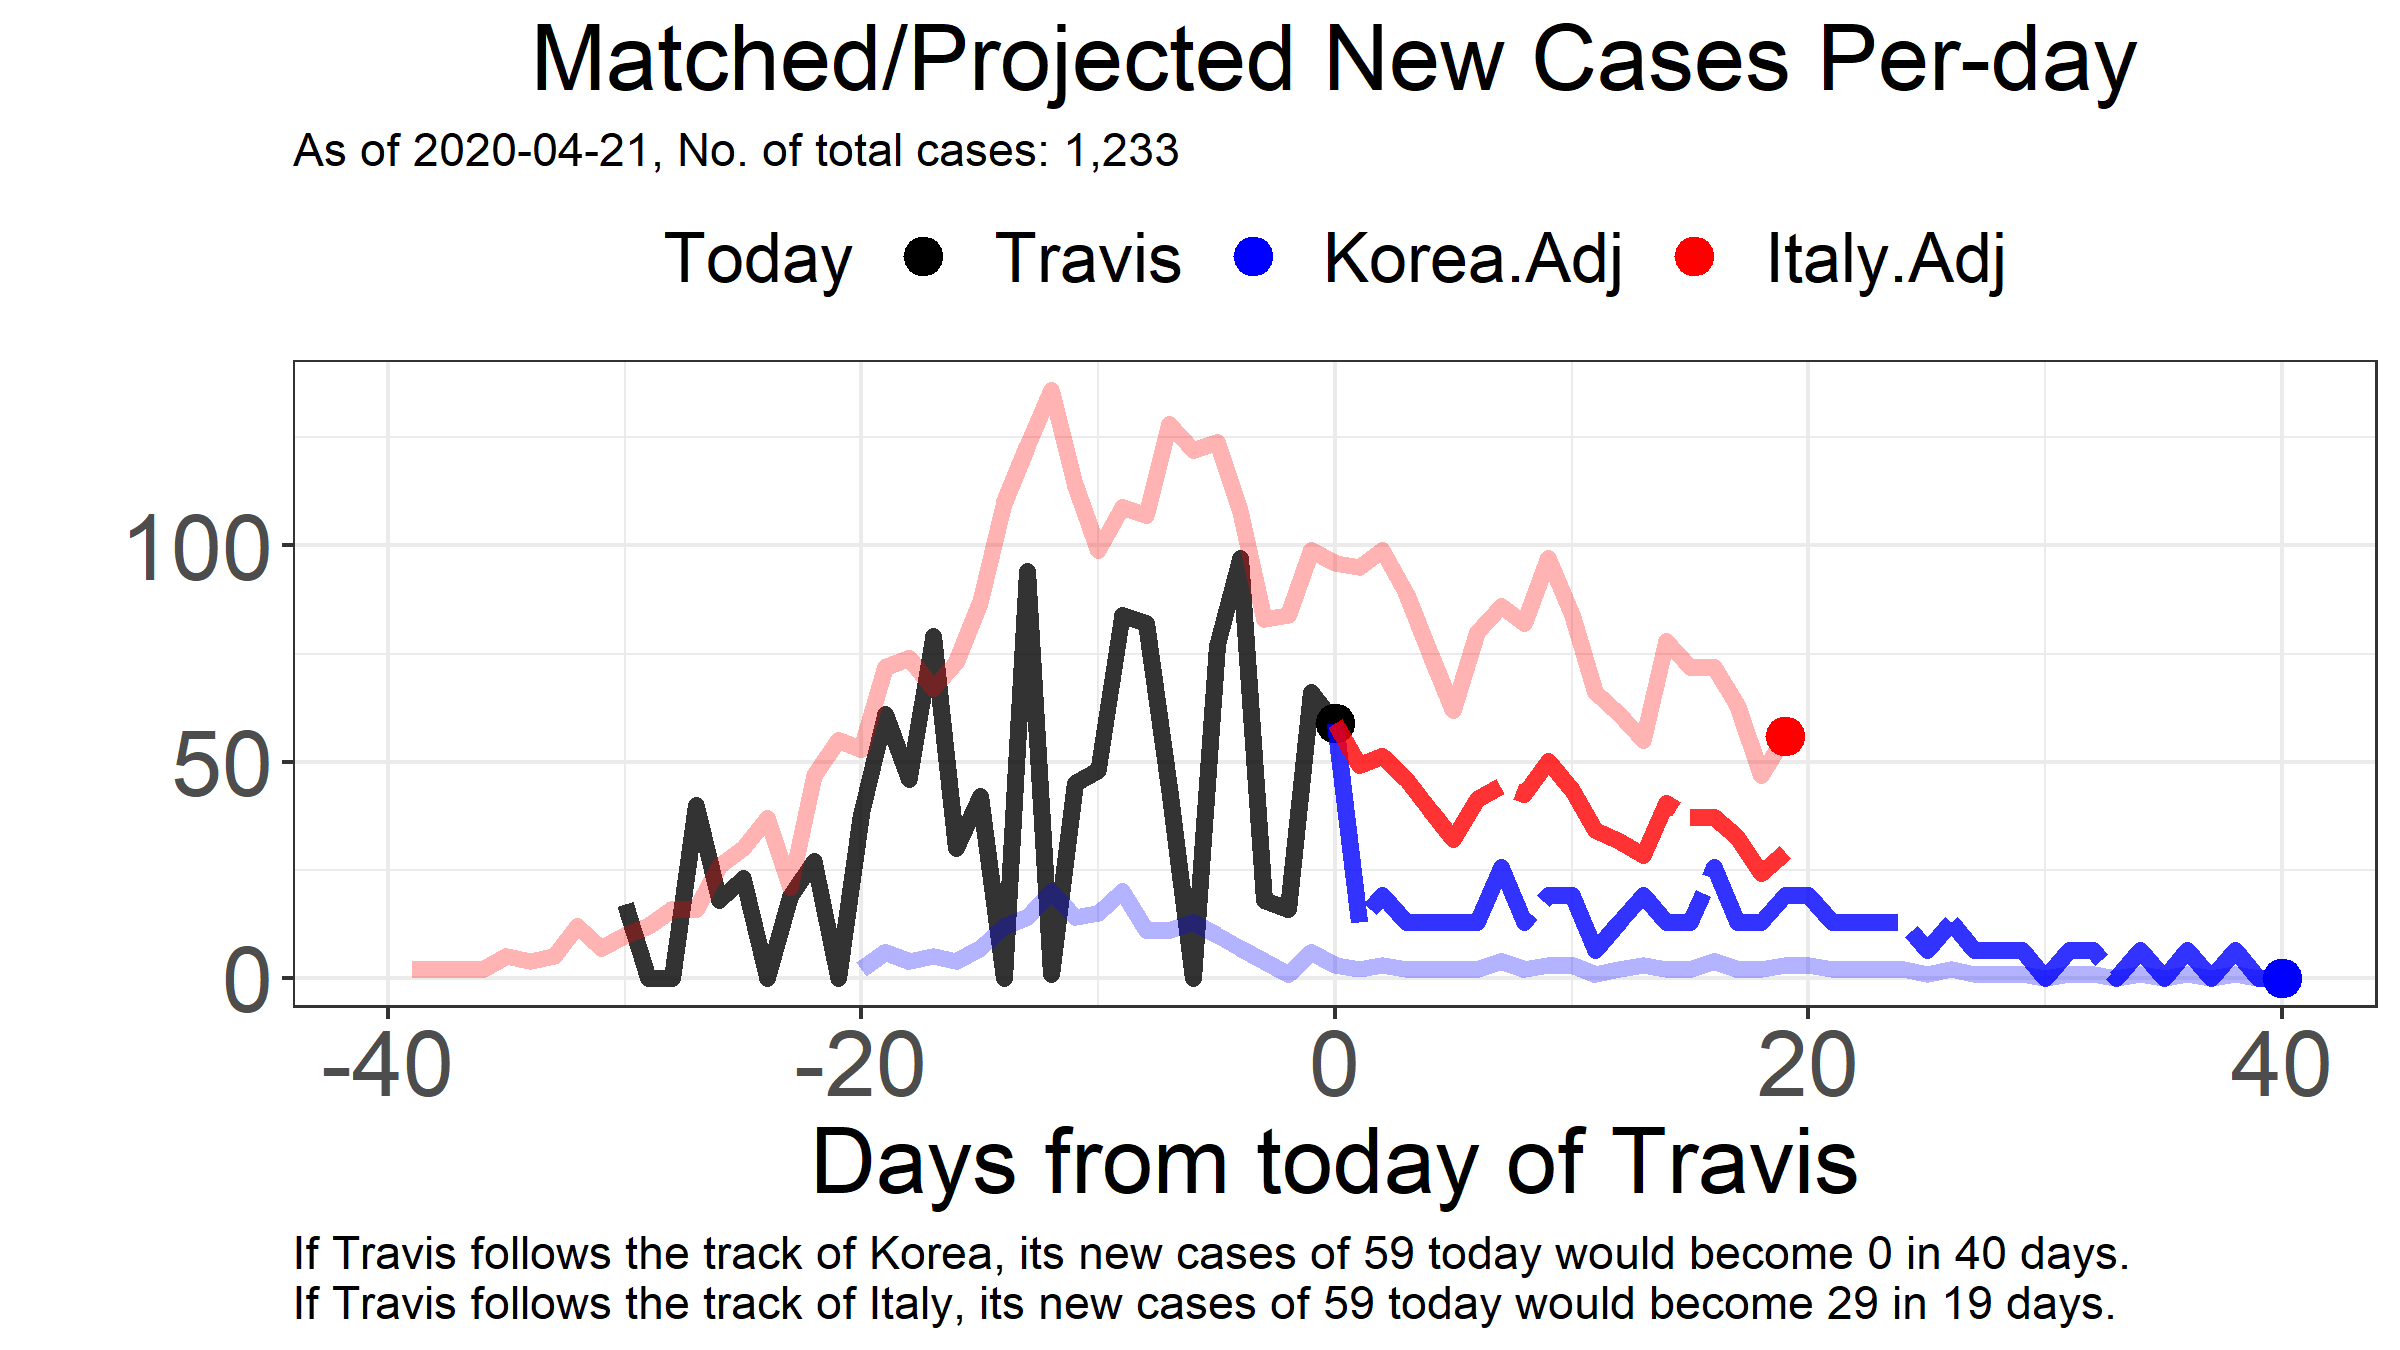 Matched/Projected New Cases Per-day
As of 2020-04-21, No. of total cases: 1,233
Today Travis Korea.Adj Italy.Adj
100
50
0
-40 -20 0 20 40
Days from today of Travis
If Travis follows the track of Korea, its new cases of 59 today would become 0 in 40 days.
If Travis follows the track of Italy, its new cases of 59 today would become 29 in 19 days.